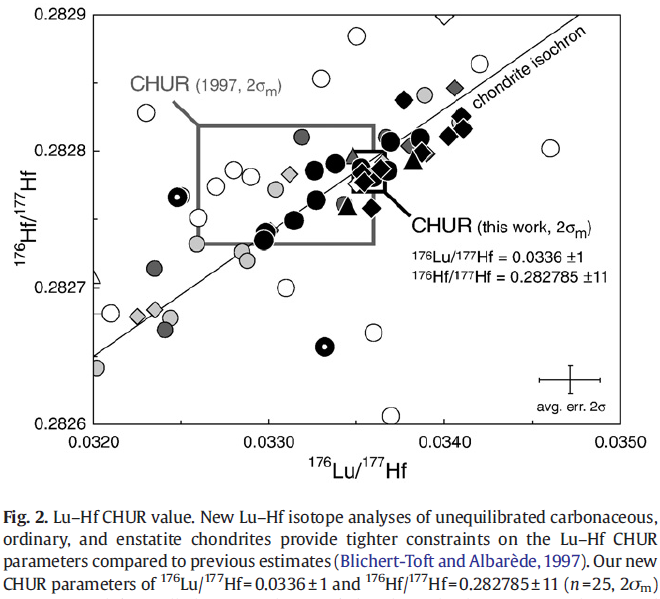 0.2829
CHUR (1997, 2σm)
chondrite isochron
0.2828
CHUR (this work, 2σm)
176Lu/177Hf = 0.0336 ±1
176Hf/177Hf = 0.282785 ±11
176Hf/177Hf
0.2827
avg. err. 2σ
0.2826
0.0320 0.0330 0.0340 0.0350
176Lu/177Hf
Fig. 2. Lu–Hf CHUR value. New Lu–Hf isotope analyses of unequilibrated carbonaceous,
ordinary, and enstatite chondrites provide tighter constraints on the Lu–Hf CHUR
parameters compared to previous estimates (Blichert-Toft and Albarède, 1997). Our new
CHUR parameters of ¹⁷⁶Lu/¹⁷⁷Hf=0.0336±1 and ¹⁷⁶Hf/¹⁷⁷Hf=0.282785±11 (n=25, 2σm)